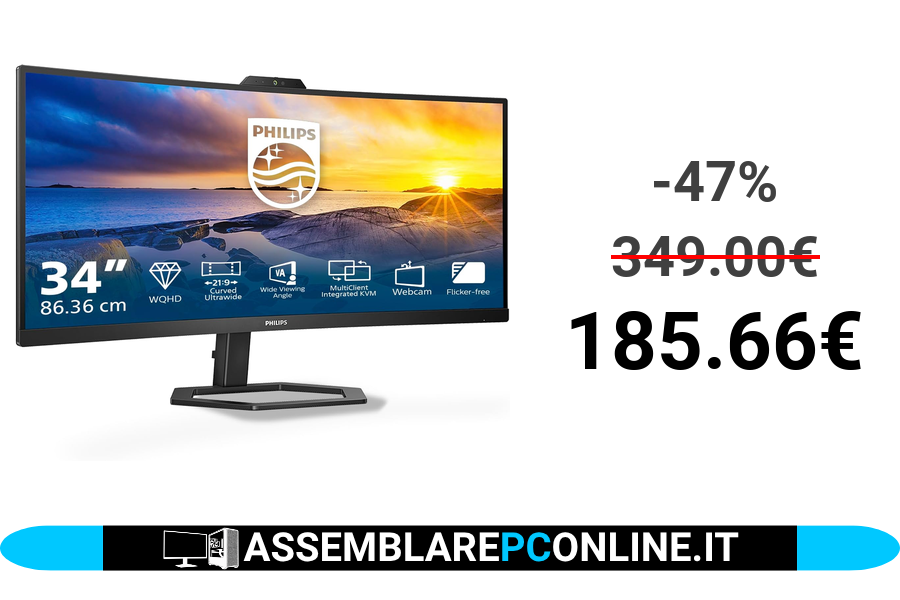 PHILIPS
34”
86.36 cm
WQHD
21:9
Curved
Ultrawide
VA
Wide Viewing
Angle
MultiClient
Integrated KVM
Webcam
Flicker-free
PHILIPS
-47%
349.00€
185.66€
ASSEMBLAREPCONLINE.IT